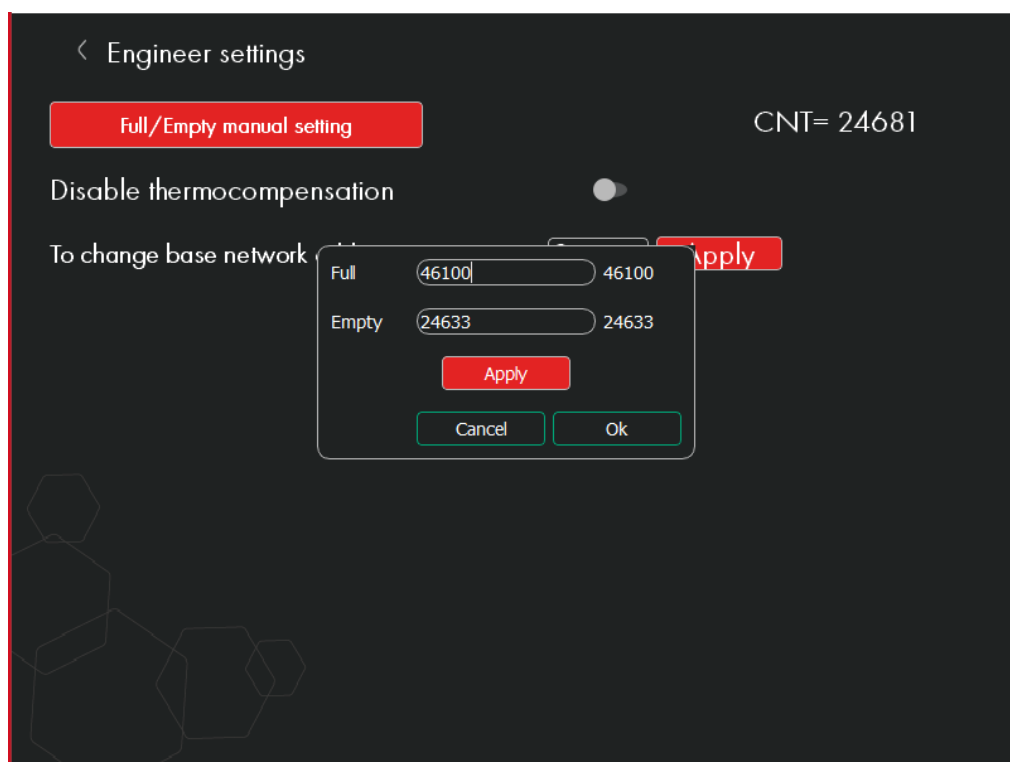 Engineer settings
Full/Empty manual setting
CNT= 24681
Disable thermocompensation
To change base network
Apply
Full 46100 46100
Empty 24633 24633
Apply
Cancel Ok